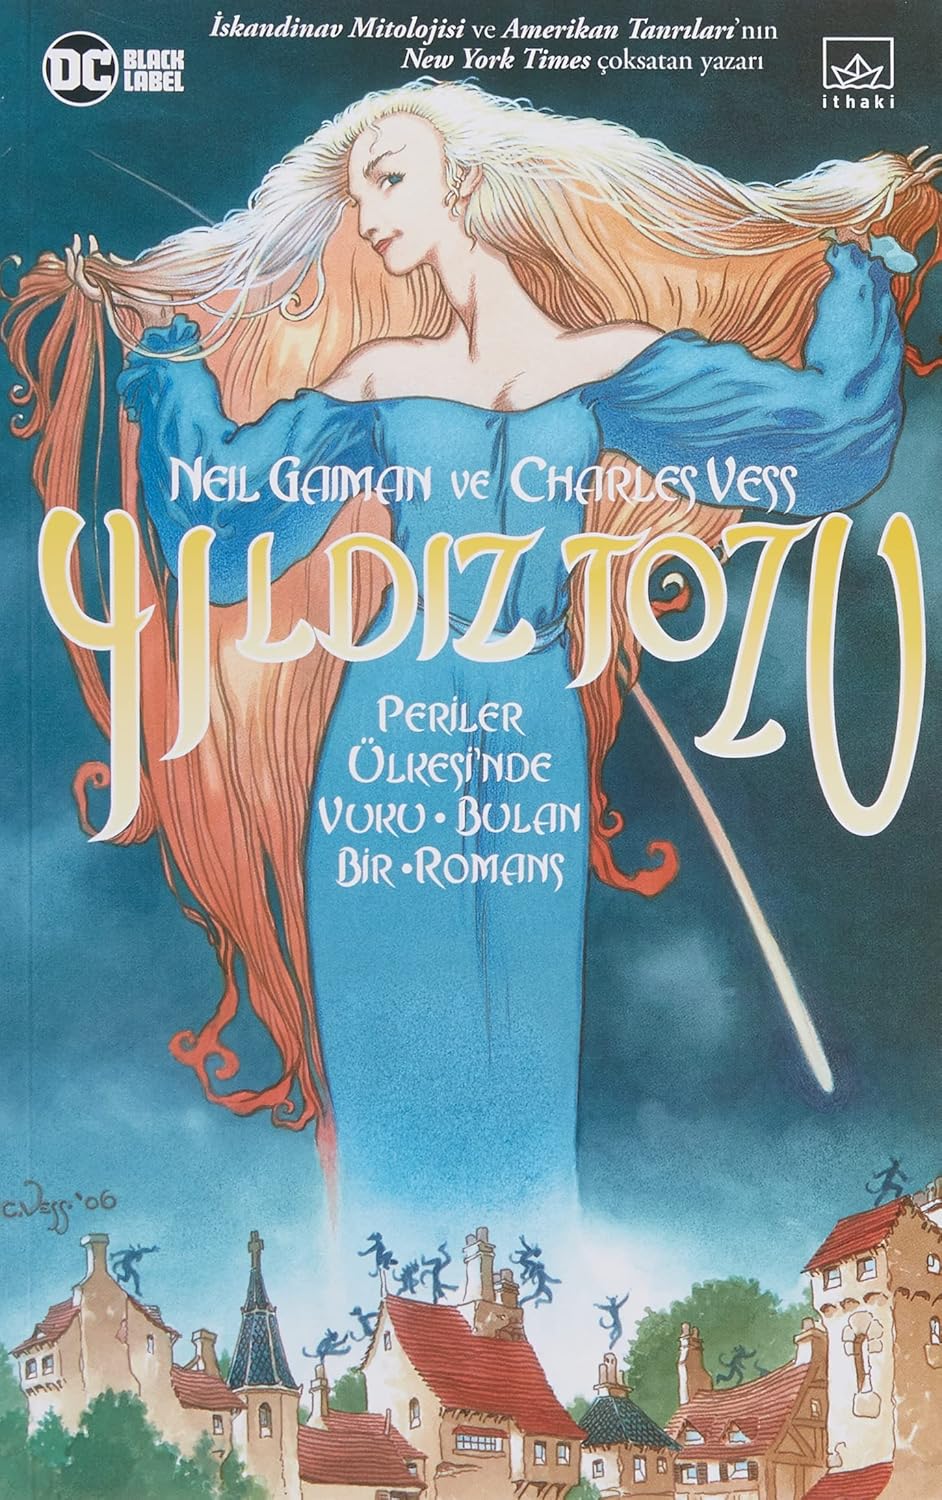 DC BLACK LABEL
İskandinav Mitolojisi ve Amerikan Tanrıları'nın
New York Times çoksatan yazarı
ithaki
NEIL GAIMAN VE CHARLES VESS
YILDIZ TOZU
PERİLER
ÜLKESİ'NDE
VUKU • BULAN
BİR • ROMANS
C. VESS. '06